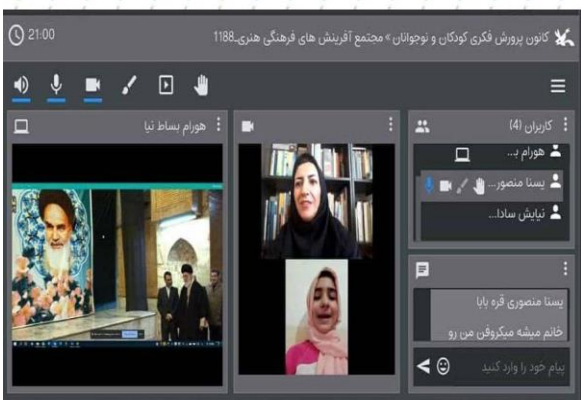 کانون پرورش فکری کودکان و نوجوانان » مجتمع آفرینش های فرهنگی هنری_1188
21:00
کاربران (4)
هورام ب...
یسنا منصور...
نیایش سادا...
هورام بساط نیا
یسنا منصوری قره بابا
خانم میشه میکروفن من رو
پیام خود را وارد کنید